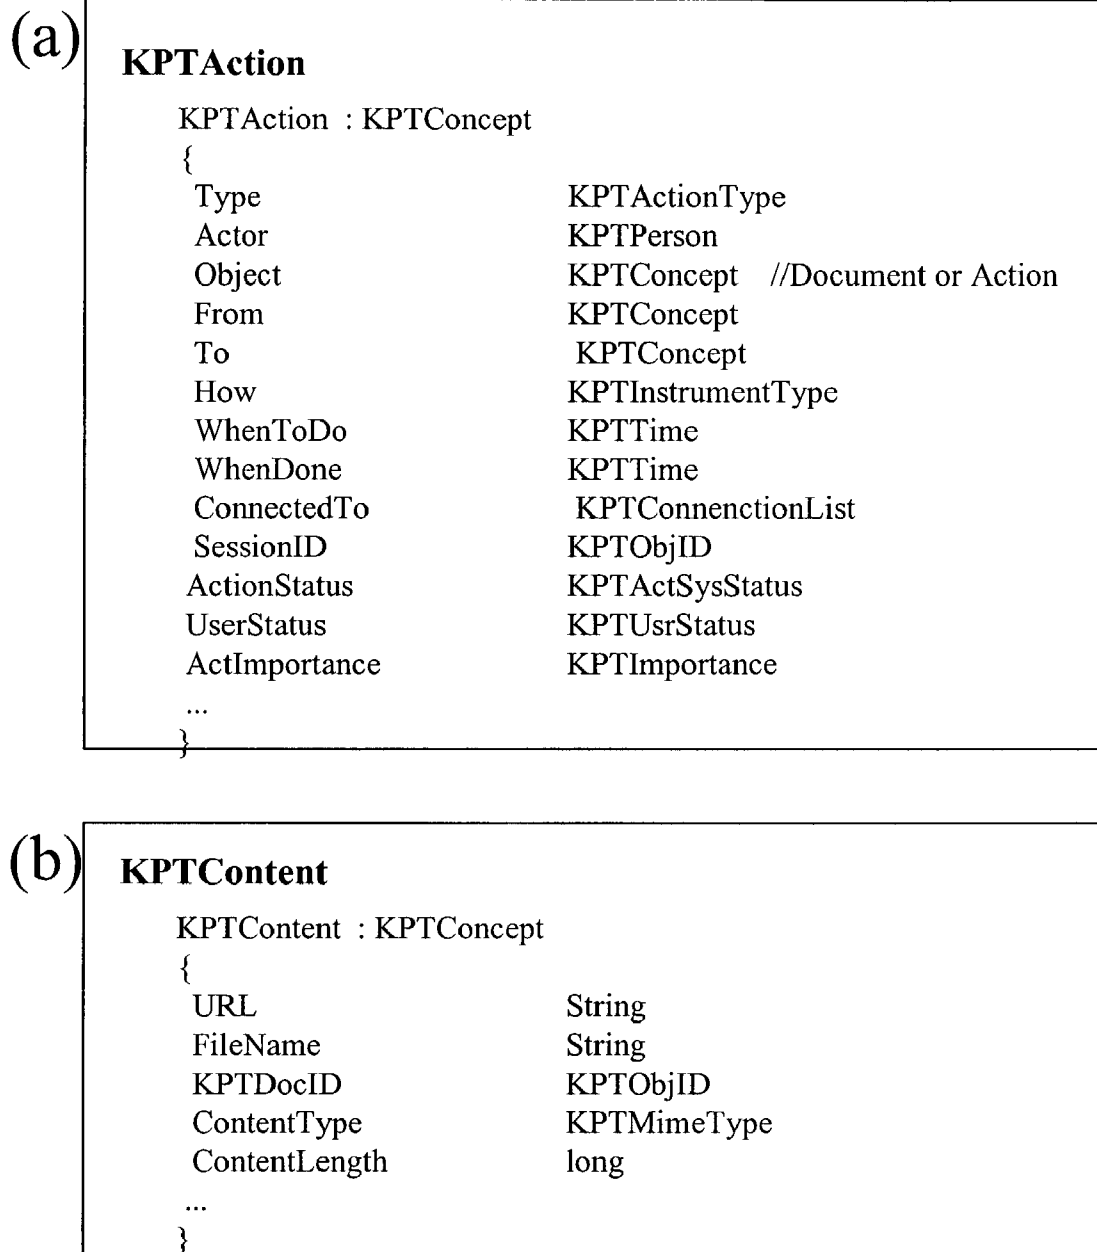 (a)
KPTAction
KPTAction : KPTConcept
{
Type KPTActionType
Actor KPTPerson
Object KPTConcept //Document or Action
From KPTConcept
To KPTConcept
How KPTInstrumentType
WhenToDo KPTTime
WhenDone KPTTime
ConnectedTo KPTConnenctionList
SessionID KPTObjID
ActionStatus KPTActSysStatus
UserStatus KPTUsrStatus
ActImportance KPTImportance
...
}
(b)
KPTContent
KPTContent : KPTConcept
{
URL String
FileName String
KPTDocID KPTObjID
ContentType KPTMimeType
ContentLength long
...
}